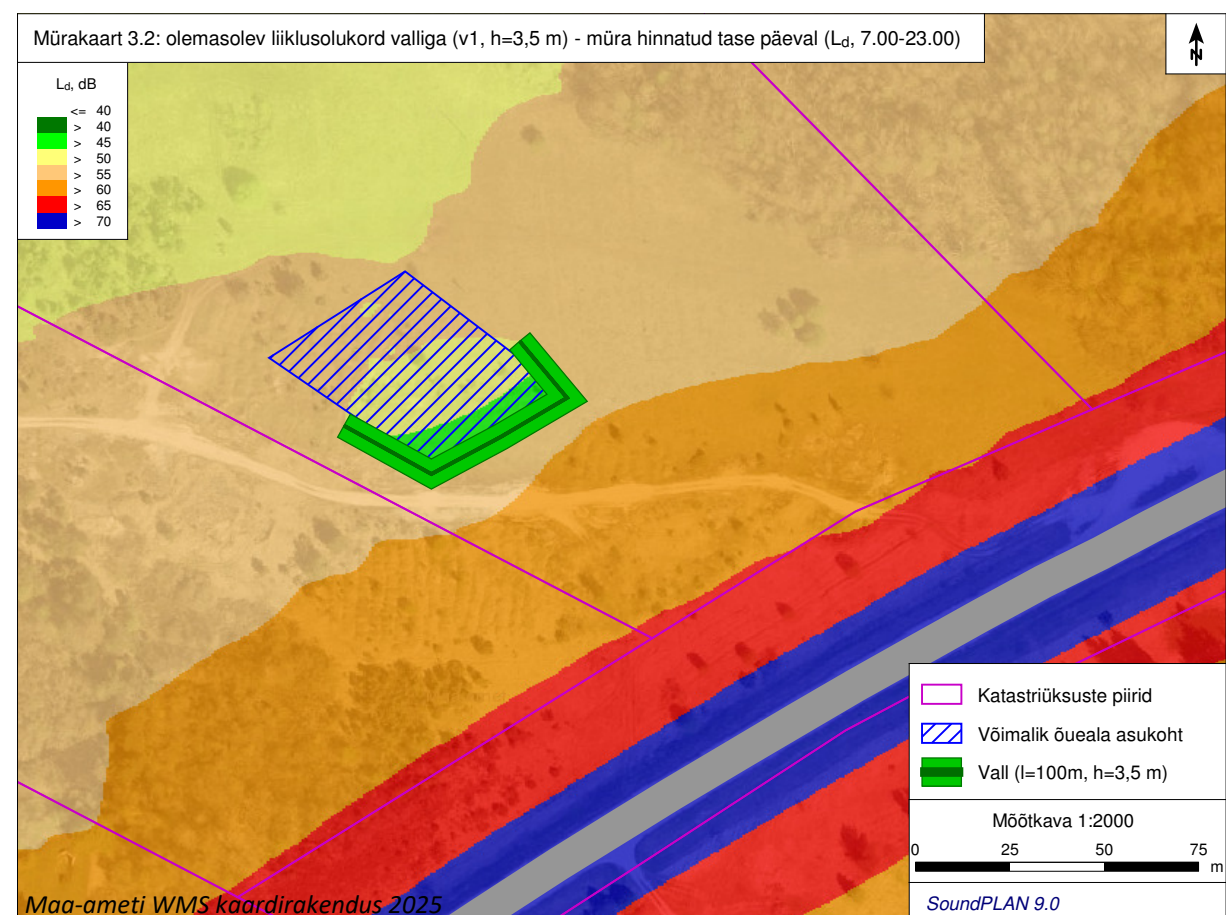 Mürakaart 3.2: olemasolev liiklusolukord valliga (v1, h=3,5 m) - müra hinnatud tase päeval (Ld, 7.00-23.00)
N
Ld, dB
<= 40
> 40
> 45
> 50
> 55
> 60
> 65
> 70
Katastriüksuste piirid
Võimalik õueala asukoht
Vall (l=100m, h=3,5 m)
Mõõtkava 1:2000
0 25 50 75
m
Maa-ameti WMS kaardirakendus 2025
SoundPLAN 9.0